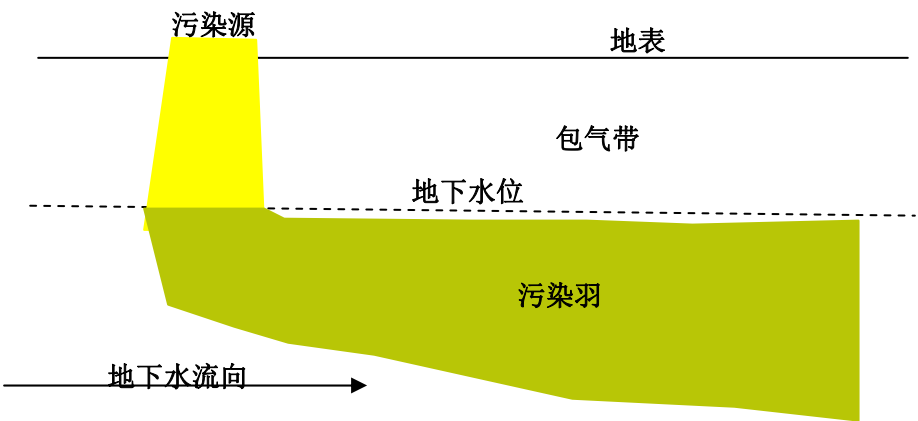 污染源
地表
包气带
地下水位
污染羽
地下水流向